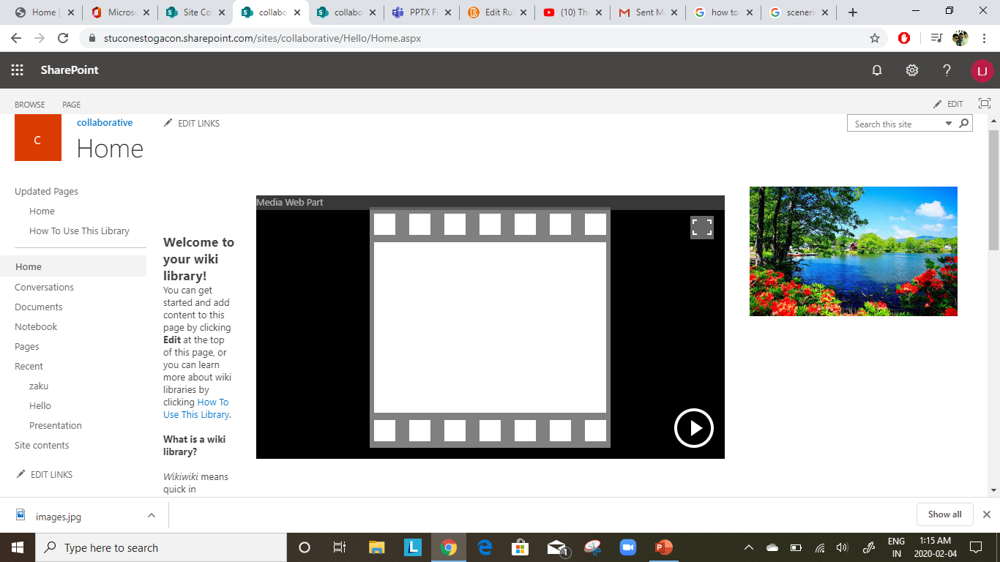 Home |
Microso
Site Co
collabo
collabo
PPTX Fi
Edit Rul
(10) Th
Sent M
how to
sceneri
stuconestogacon.sharepoint.com/sites/collaborative/Hello/Home.aspx
SharePoint
LJ
BROWSE PAGE
EDIT
C
collaborative
EDIT LINKS
Search this site
Home
Updated Pages
Home
How To Use This Library
Home
Conversations
Documents
Notebook
Pages
Recent
zaku
Hello
Presentation
Site contents
EDIT LINKS
Welcome to
your wiki
library!
You can get
started and add
content to this
page by clicking
Edit at the top
of this page, or
you can learn
more about wiki
libraries by
clicking How To
Use This Library.
What is a wiki
library?
Wikiwiki means
quick in
Media Web Part
images.jpg
Show all
Type here to search
L
1
ENG
IN
1:15 AM
2020-02-04